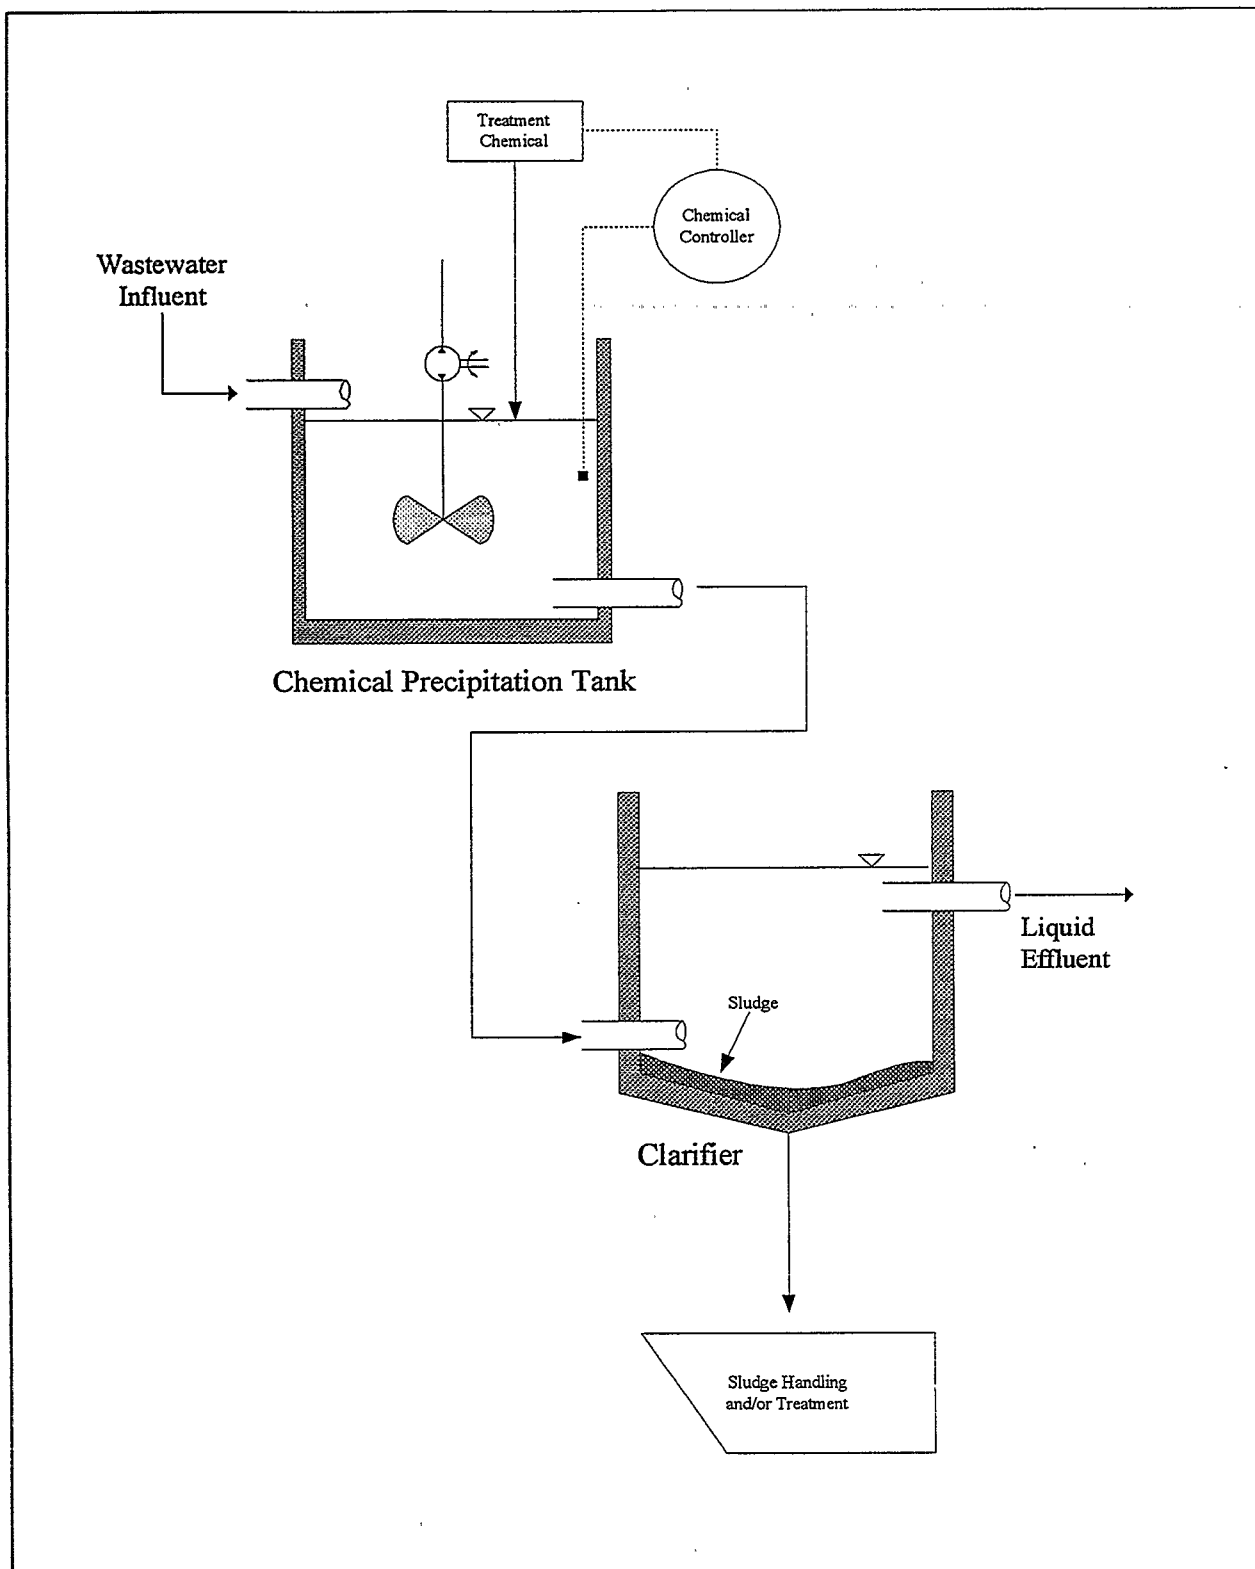 Treatment
Chemical
Chemical
Controller
Wastewater
Influent
Chemical Precipitation Tank
Liquid
Effluent
Sludge
Clarifier
Sludge Handling
and/or Treatment